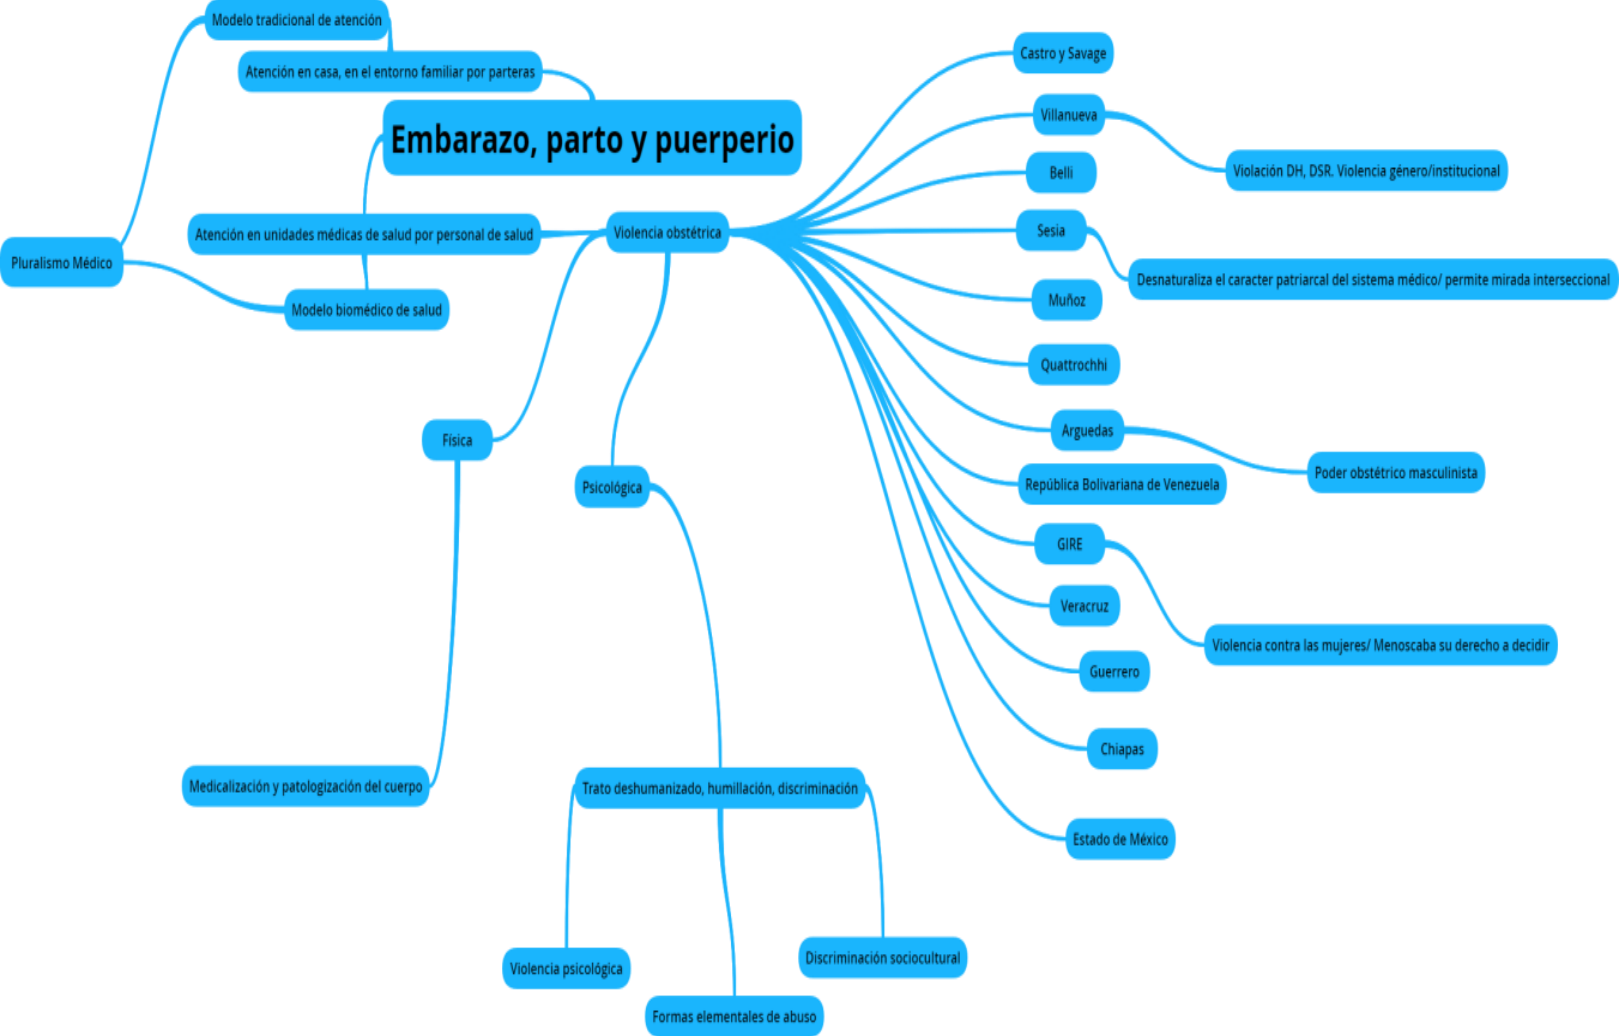 Modelo tradicional de atención
Atención en casa, en el entorno familiar por parteras
Embarazo, parto y puerperio
Atención en unidades médicas de salud por personal de salud
Violencia obstétrica
Pluralismo Médico
Modelo biomédico de salud
Física
Psicológica
Medicalización y patologización del cuerpo
Trato deshumanizado, humillación, discriminación
Violencia psicológica
Formas elementales de abuso
Discriminación sociocultural
Castro y Savage
Villanueva
Violación DH, DSR. Violencia género/institucional
Belli
Sesia
Desnaturaliza el caracter patriarcal del sistema médico/ permite mirada interseccional
Muñoz
Quattrochhi
Arguedas
Poder obstétrico masculinista
República Bolivariana de Venezuela
GIRE
Violencia contra las mujeres/ Menoscaba su derecho a decidir
Veracruz
Guerrero
Chiapas
Estado de México